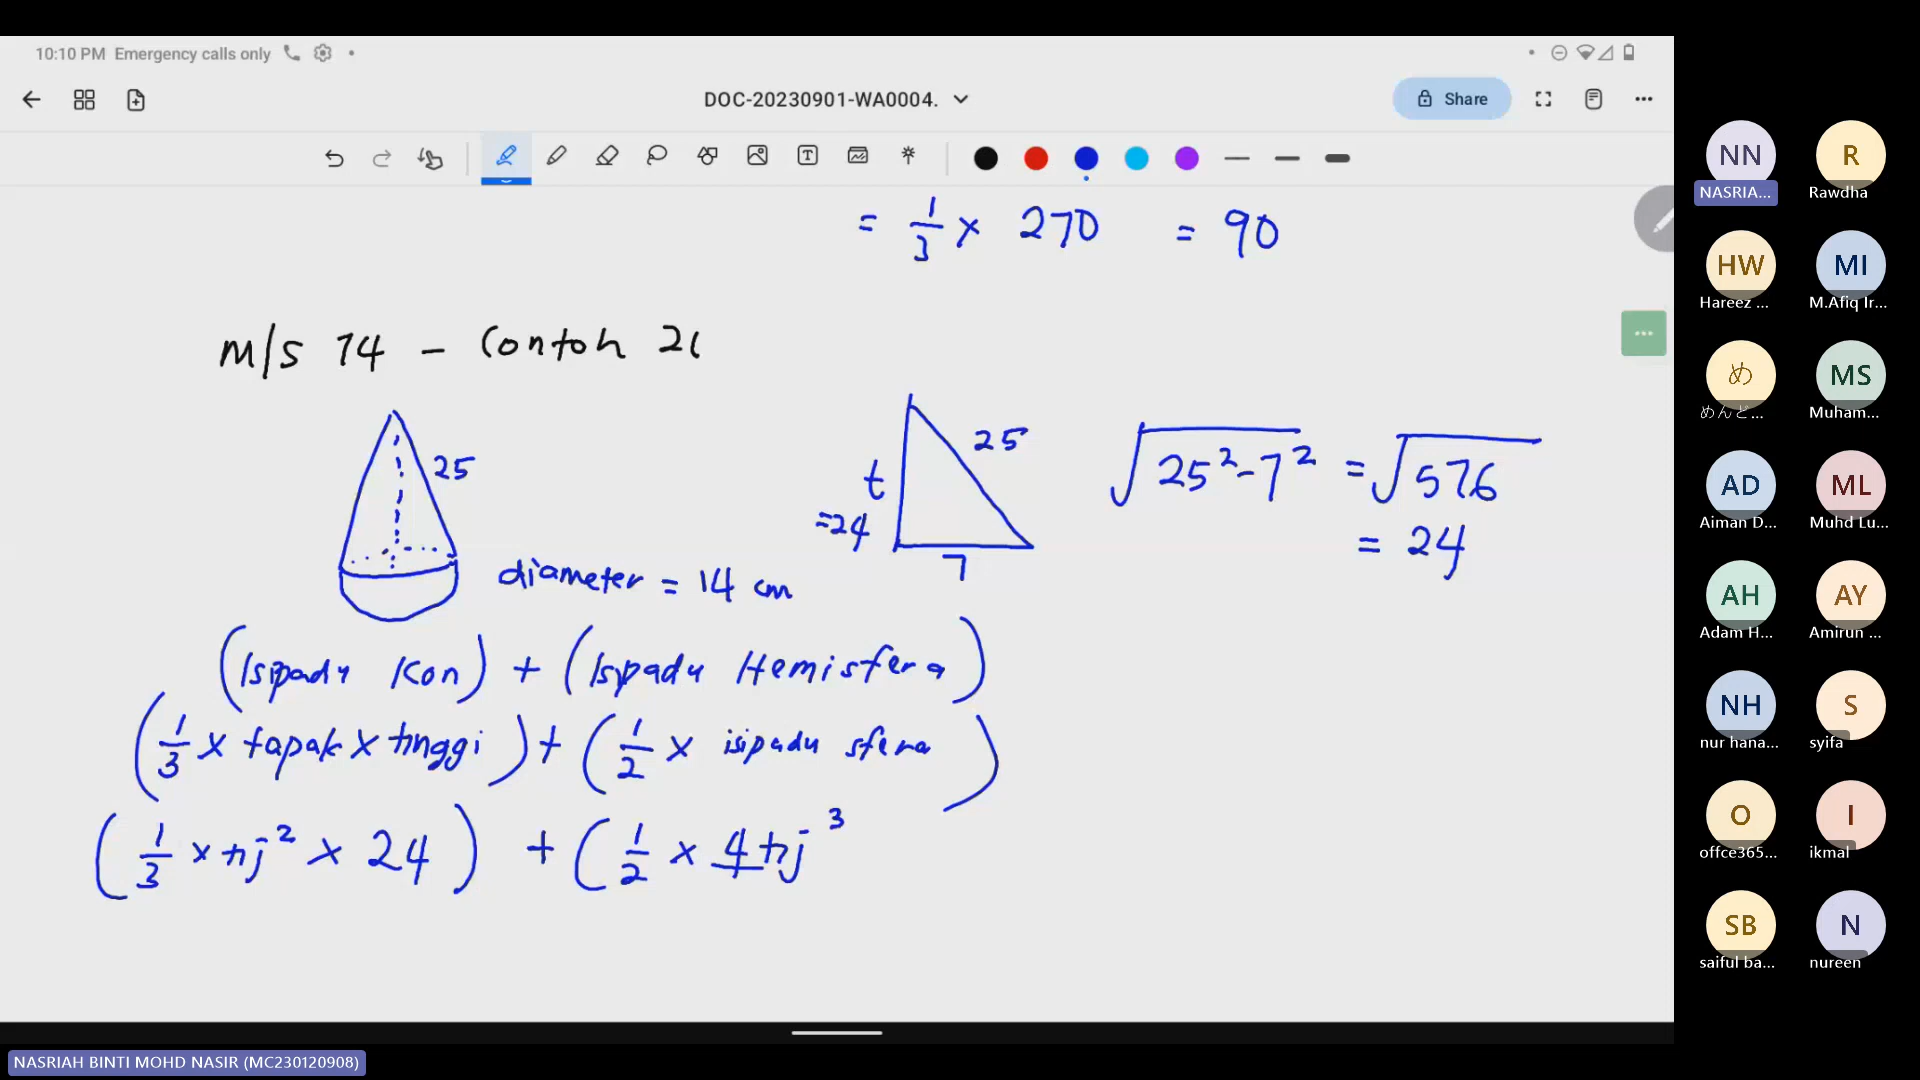 10:10 PM Emergency calls only
DOC-20230901-WA0004.
Share
= 1/3 × 270 = 90
m/s 74 - Contoh 21
25
diameter = 14 cm
t
=24
25
7
√25²-7² = √576
= 24
(Isipadu Kon) + (Isipadu Hemisfera)
(1/3 × tapak × tinggi) + (1/2 × isipadu sfera)
(1/3 × πj² × 24) + (1/2 × 4πj³
NN R
NASRIA... Rawdha
HW MI
Hareez ... M.Afiq Ir...
め MS
めんど... Muham...
AD ML
Aiman D... Muhd Lu...
AH AY
Adam H... Amirun ...
NH S
nur hana... syifa
O I
offce365... ikmal
SB N
saiful ba... nureen
NASRIAH BINTI MOHD NASIR (MC230120908)